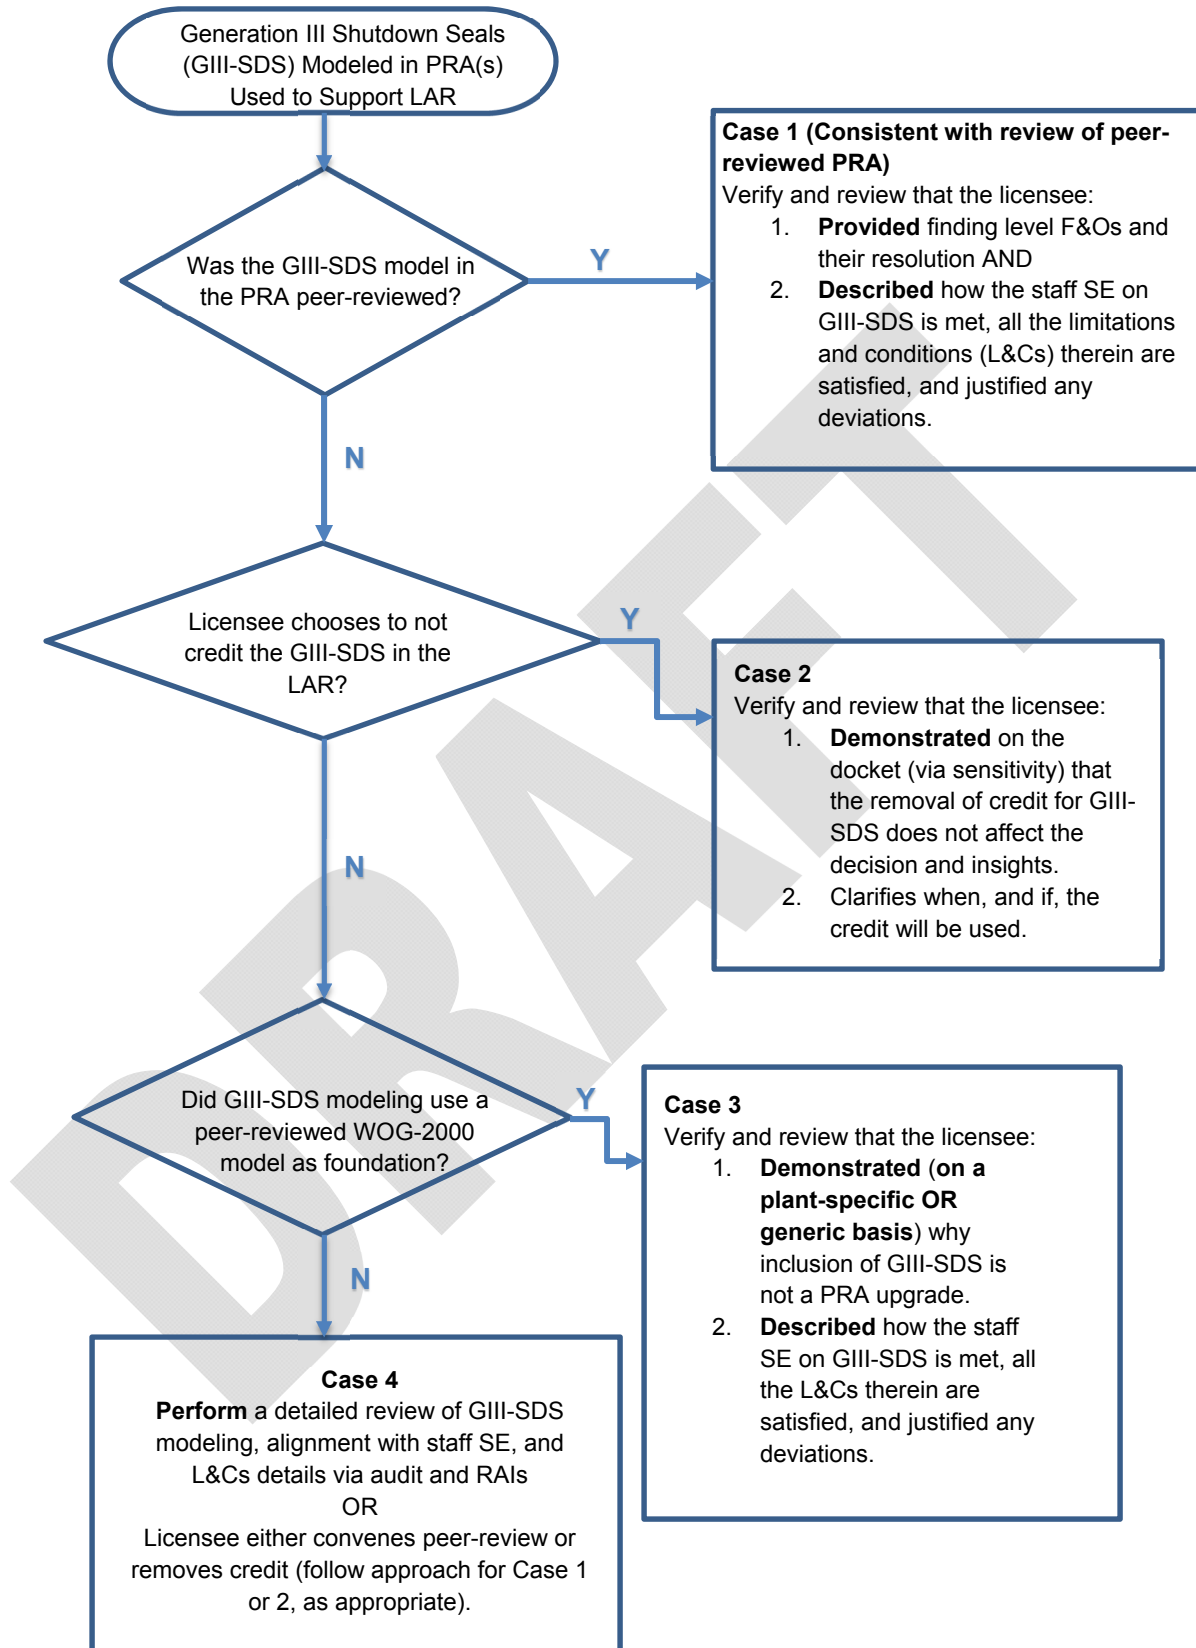 Generation III Shutdown Seals
(GIII-SDS) Modeled in PRA(s)
Used to Support LAR
Case 1 (Consistent with review of peer-
reviewed PRA)
Verify and review that the licensee:
1. Provided finding level F&Os and
their resolution AND
2. Described how the staff SE on
GIII-SDS is met, all the limitations
and conditions (L&Cs) therein are
satisfied, and justified any
deviations.
Y
Was the GIII-SDS model in
the PRA peer-reviewed?
N
Licensee chooses to not
credit the GIII-SDS in the
LAR?
Y
Case 2
Verify and review that the licensee:
1. Demonstrated on the
docket (via sensitivity) that
the removal of credit for GIII-
SDS does not affect the
decision and insights.
2. Clarifies when, and if, the
credit will be used.
N
Did GIII-SDS modeling use a
peer-reviewed WOG-2000
model as foundation?
Y
Case 3
Verify and review that the licensee:
1. Demonstrated (on a
plant-specific OR
generic basis) why
inclusion of GIII-SDS is
not a PRA upgrade.
2. Described how the staff
SE on GIII-SDS is met, all
the L&Cs therein are
satisfied, and justified any
deviations.
N
Case 4
Perform a detailed review of GIII-SDS
modeling, alignment with staff SE, and
L&Cs details via audit and RAIs
OR
Licensee either convenes peer-review or
removes credit (follow approach for Case 1
or 2, as appropriate).
DRAFT